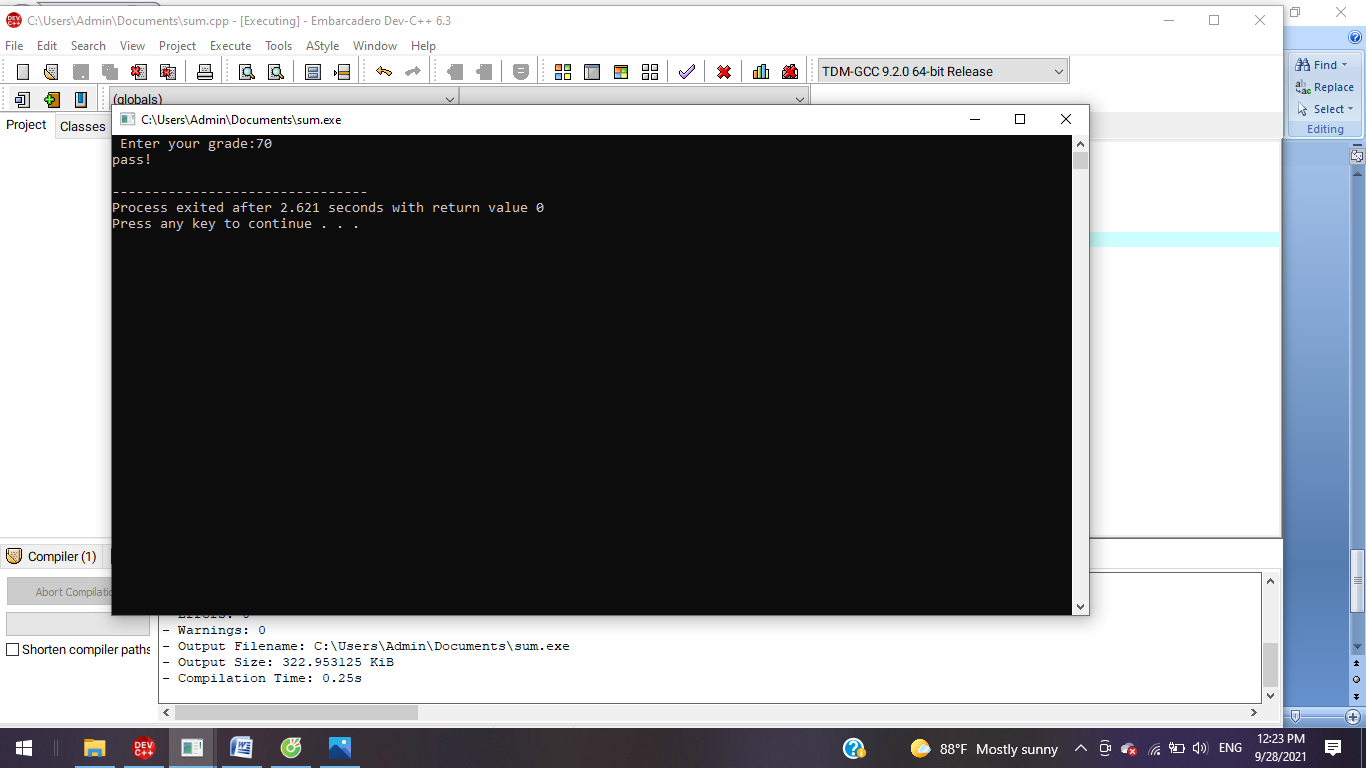 C:\Users\Admin\Documents\sum.cpp - [Executing] - Embarcadero Dev-C++ 6.3
File Edit Search View Project Execute Tools AStyle Window Help
TDM-GCC 9.2.0 64-bit Release
(globals)
Project Classes
Find
Replace
Select
Editing
C:\Users\Admin\Documents\sum.exe
Enter your grade:70
pass!
--------------------------------
Process exited after 2.621 seconds with return value 0
Press any key to continue . . .
Compiler (1)
Abort Compilatio
Shorten compiler paths
- Errors: 0
- Warnings: 0
- Output Filename: C:\Users\Admin\Documents\sum.exe
- Output Size: 322.953125 KiB
- Compilation Time: 0.25s
DEV C++
88°F Mostly sunny
ENG
12:23 PM
9/28/2021